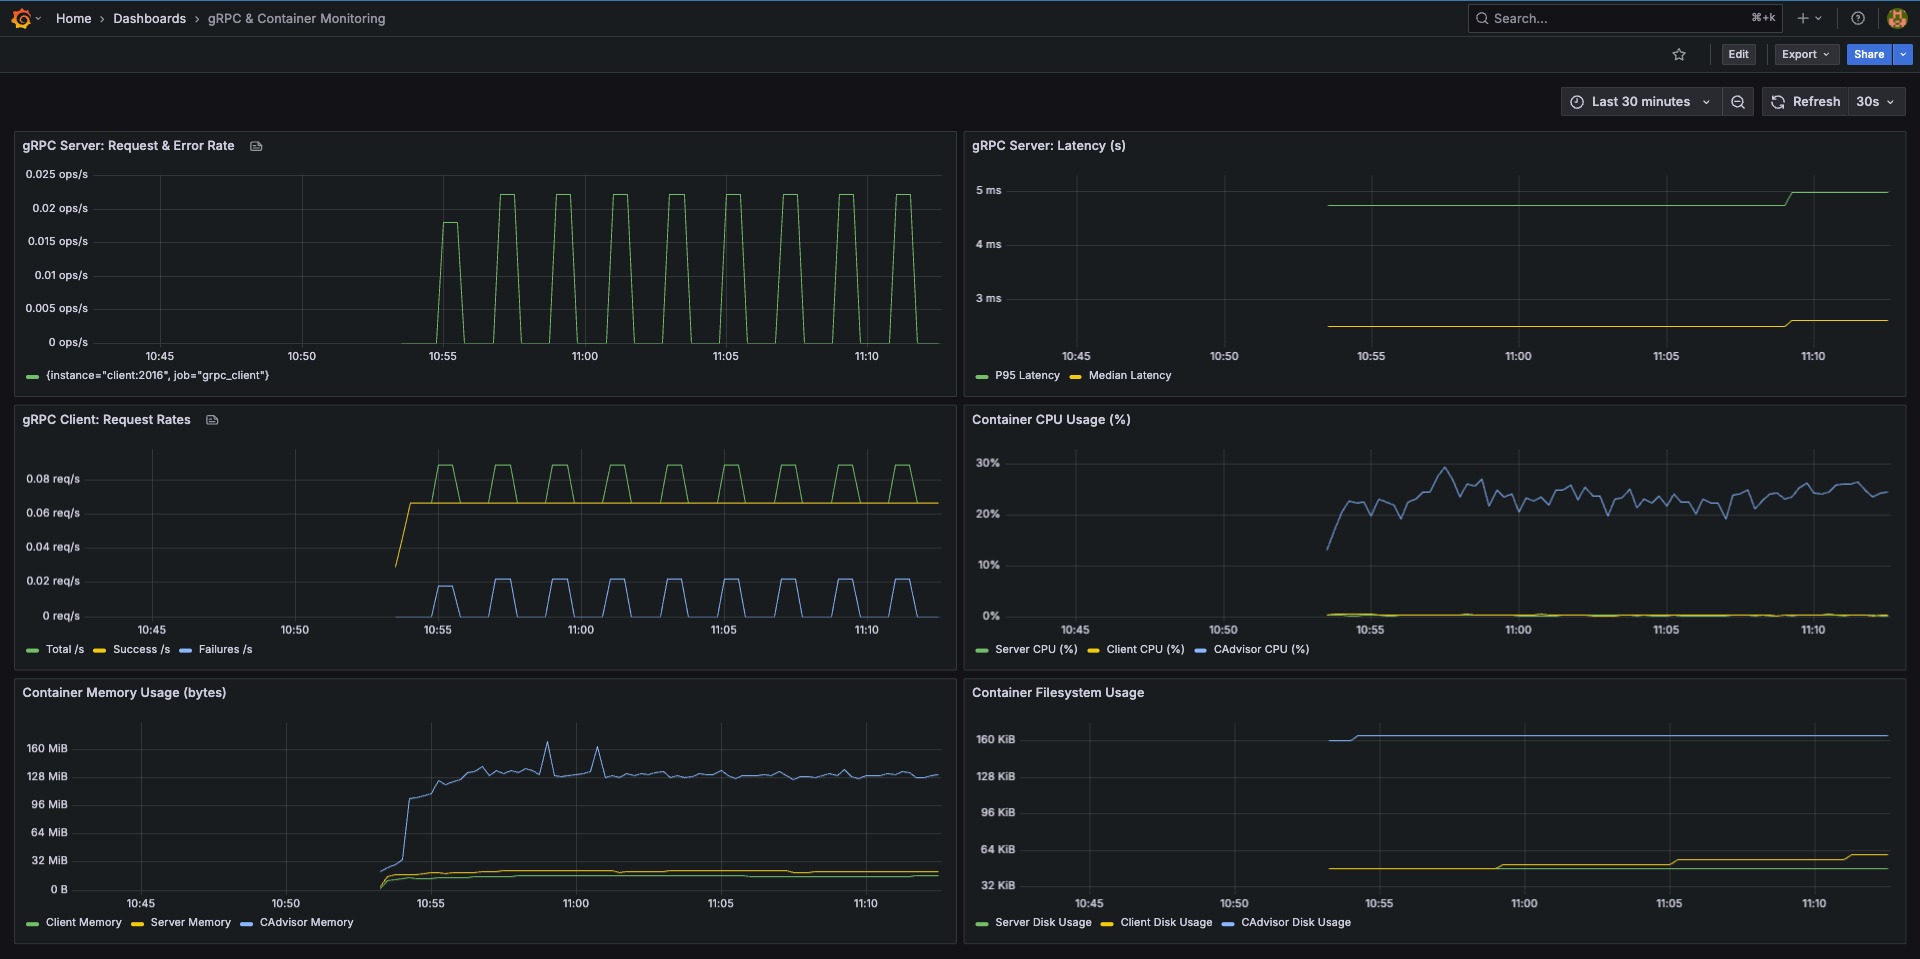 Home › Dashboards › gRPC & Container Monitoring
Search... ⌘+k
Edit Export Share
Last 30 minutes Refresh 30s
gRPC Server: Request & Error Rate
0.025 ops/s
0.02 ops/s
0.015 ops/s
0.01 ops/s
0.005 ops/s
0 ops/s
10:45 10:50 10:55 11:00 11:05 11:10
{instance="client:2016", job="grpc_client"}
gRPC Server: Latency (s)
5 ms
4 ms
3 ms
10:45 10:50 10:55 11:00 11:05 11:10
P95 Latency Median Latency
gRPC Client: Request Rates
0.08 req/s
0.06 req/s
0.04 req/s
0.02 req/s
0 req/s
10:45 10:50 10:55 11:00 11:05 11:10
Total /s Success /s Failures /s
Container CPU Usage (%)
30%
20%
10%
0%
10:45 10:50 10:55 11:00 11:05 11:10
Server CPU (%) Client CPU (%) CAdvisor CPU (%)
Container Memory Usage (bytes)
160 MiB
128 MiB
96 MiB
64 MiB
32 MiB
0 B
10:45 10:50 10:55 11:00 11:05 11:10
Client Memory Server Memory CAdvisor Memory
Container Filesystem Usage
160 KiB
128 KiB
96 KiB
64 KiB
32 KiB
10:45 10:50 10:55 11:00 11:05 11:10
Server Disk Usage Client Disk Usage CAdvisor Disk Usage